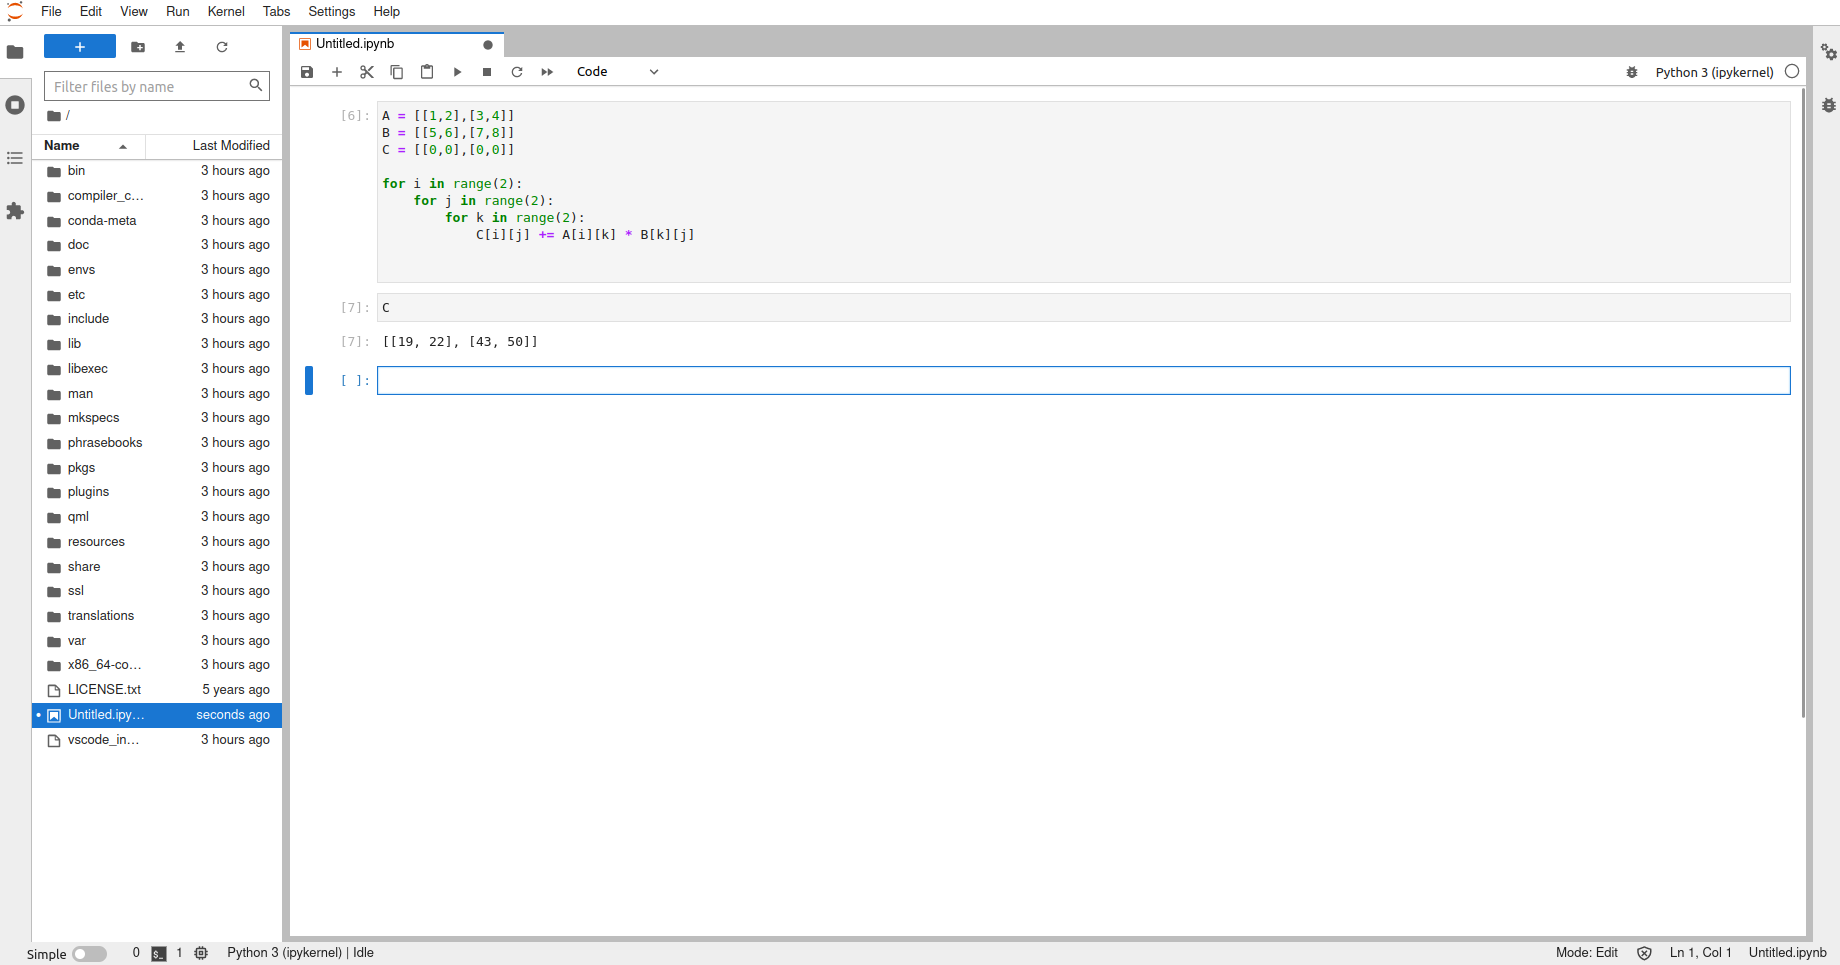 File Edit View Run Kernel Tabs Settings Help
+
Filter files by name
/
Name Last Modified
bin 3 hours ago
compiler_c... 3 hours ago
conda-meta 3 hours ago
doc 3 hours ago
envs 3 hours ago
etc 3 hours ago
include 3 hours ago
lib 3 hours ago
libexec 3 hours ago
man 3 hours ago
mkspecs 3 hours ago
phrasebooks 3 hours ago
pkgs 3 hours ago
plugins 3 hours ago
qml 3 hours ago
resources 3 hours ago
share 3 hours ago
ssl 3 hours ago
translations 3 hours ago
var 3 hours ago
x86_64-co... 3 hours ago
LICENSE.txt 5 years ago
Untitled.ipy... seconds ago
vscode_in... 3 hours ago
Untitled.ipynb
Code Python 3 (ipykernel)
[6]: A = [[1,2],[3,4]]
B = [[5,6],[7,8]]
C = [[0,0],[0,0]]
for i in range(2):
    for j in range(2):
        for k in range(2):
            C[i][j] += A[i][k] * B[k][j]
[7]: C
[7]: [[19, 22], [43, 50]]
[ ]:
Simple 0 $_ 1 Python 3 (ipykernel) | Idle Mode: Edit Ln 1, Col 1 Untitled.ipynb